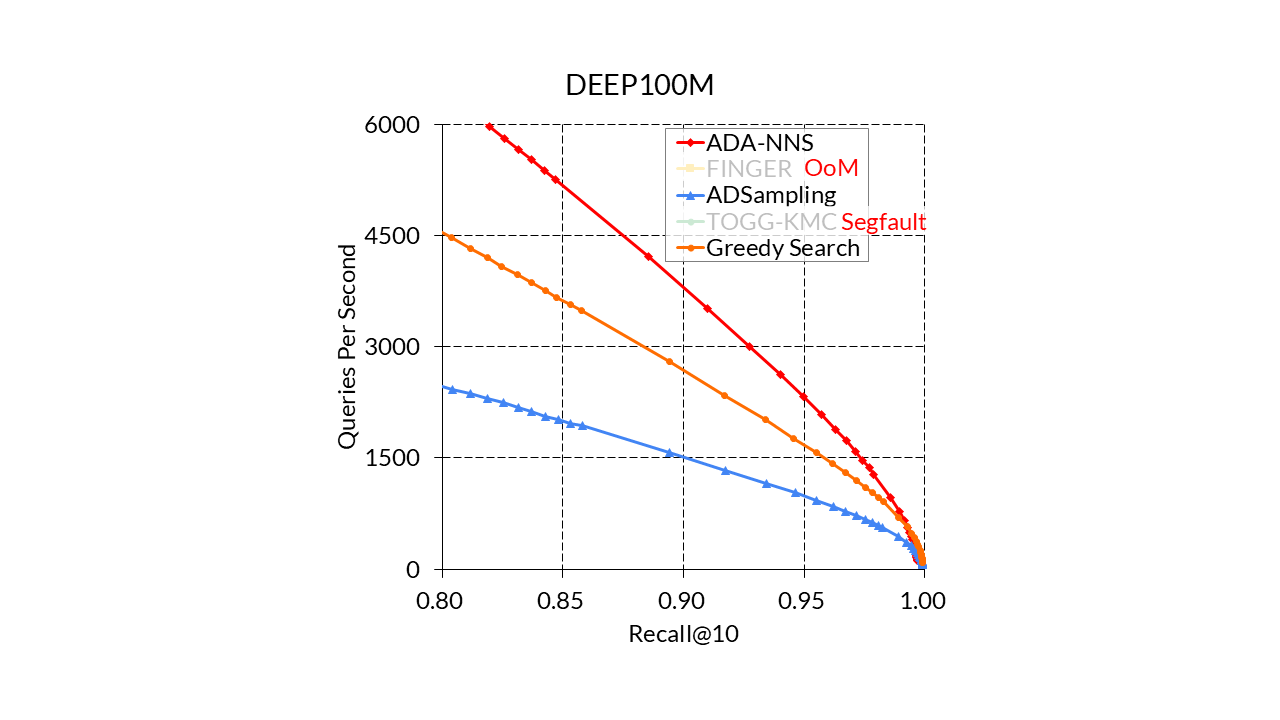 DEEP100M
6000
4500
3000
1500
0
Queries Per Second
ADA-NNS
FINGER OoM
ADSampling
TOGG-KMC Segfault
Greedy Search
0.80 0.85 0.90 0.95 1.00
Recall@10